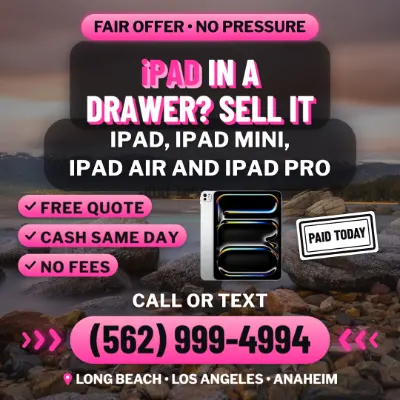 FAIR OFFER • NO PRESSURE
iPAD IN A
DRAWER? SELL IT
IPAD, IPAD MINI,
IPAD AIR AND IPAD PRO
FREE QUOTE
CASH SAME DAY
NO FEES
PAID TODAY
CALL OR TEXT
(562) 999-4994
LONG BEACH • LOS ANGELES • ANAHEIM